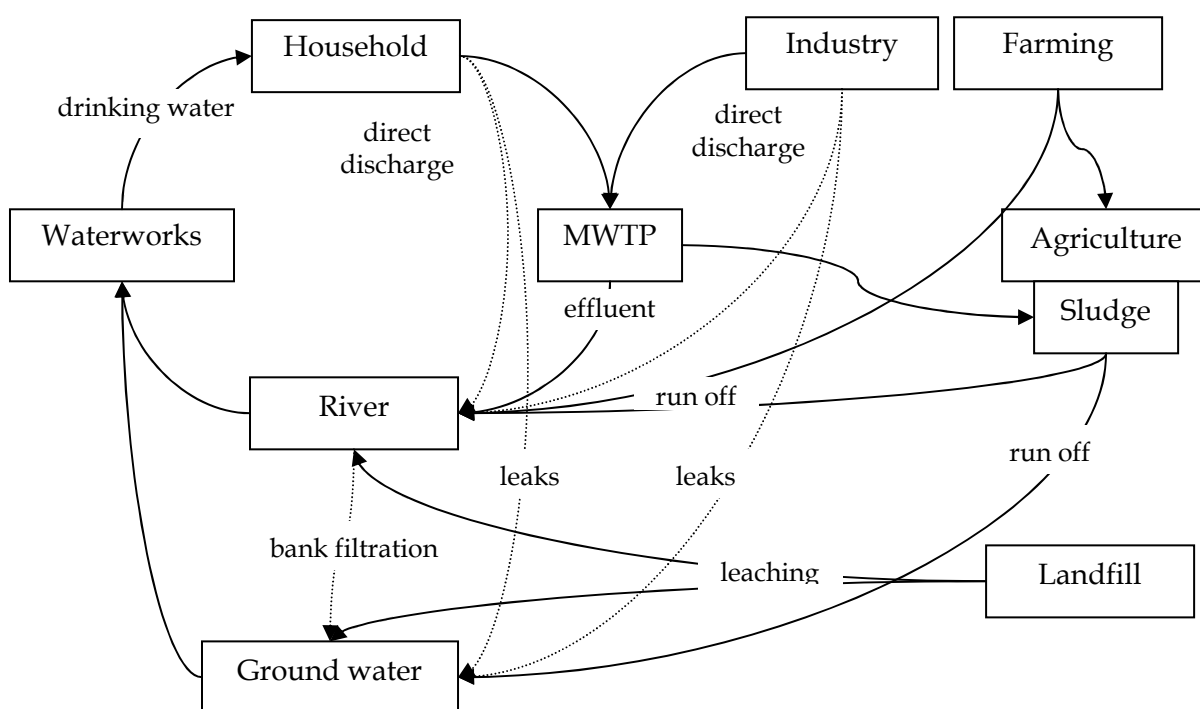 Household
Industry
Farming
drinking water
direct
discharge
direct
discharge
Waterworks
MWTP
Agriculture
effluent
Sludge
River
run off
run off
leaks
leaks
bank filtration
leaching
Landfill
Ground water